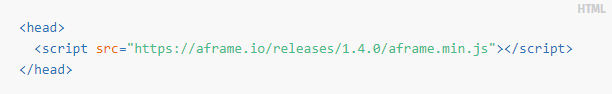 HTML
<head>
  <script src="https://aframe.io/releases/1.4.0/aframe.min.js"></script>
</head>